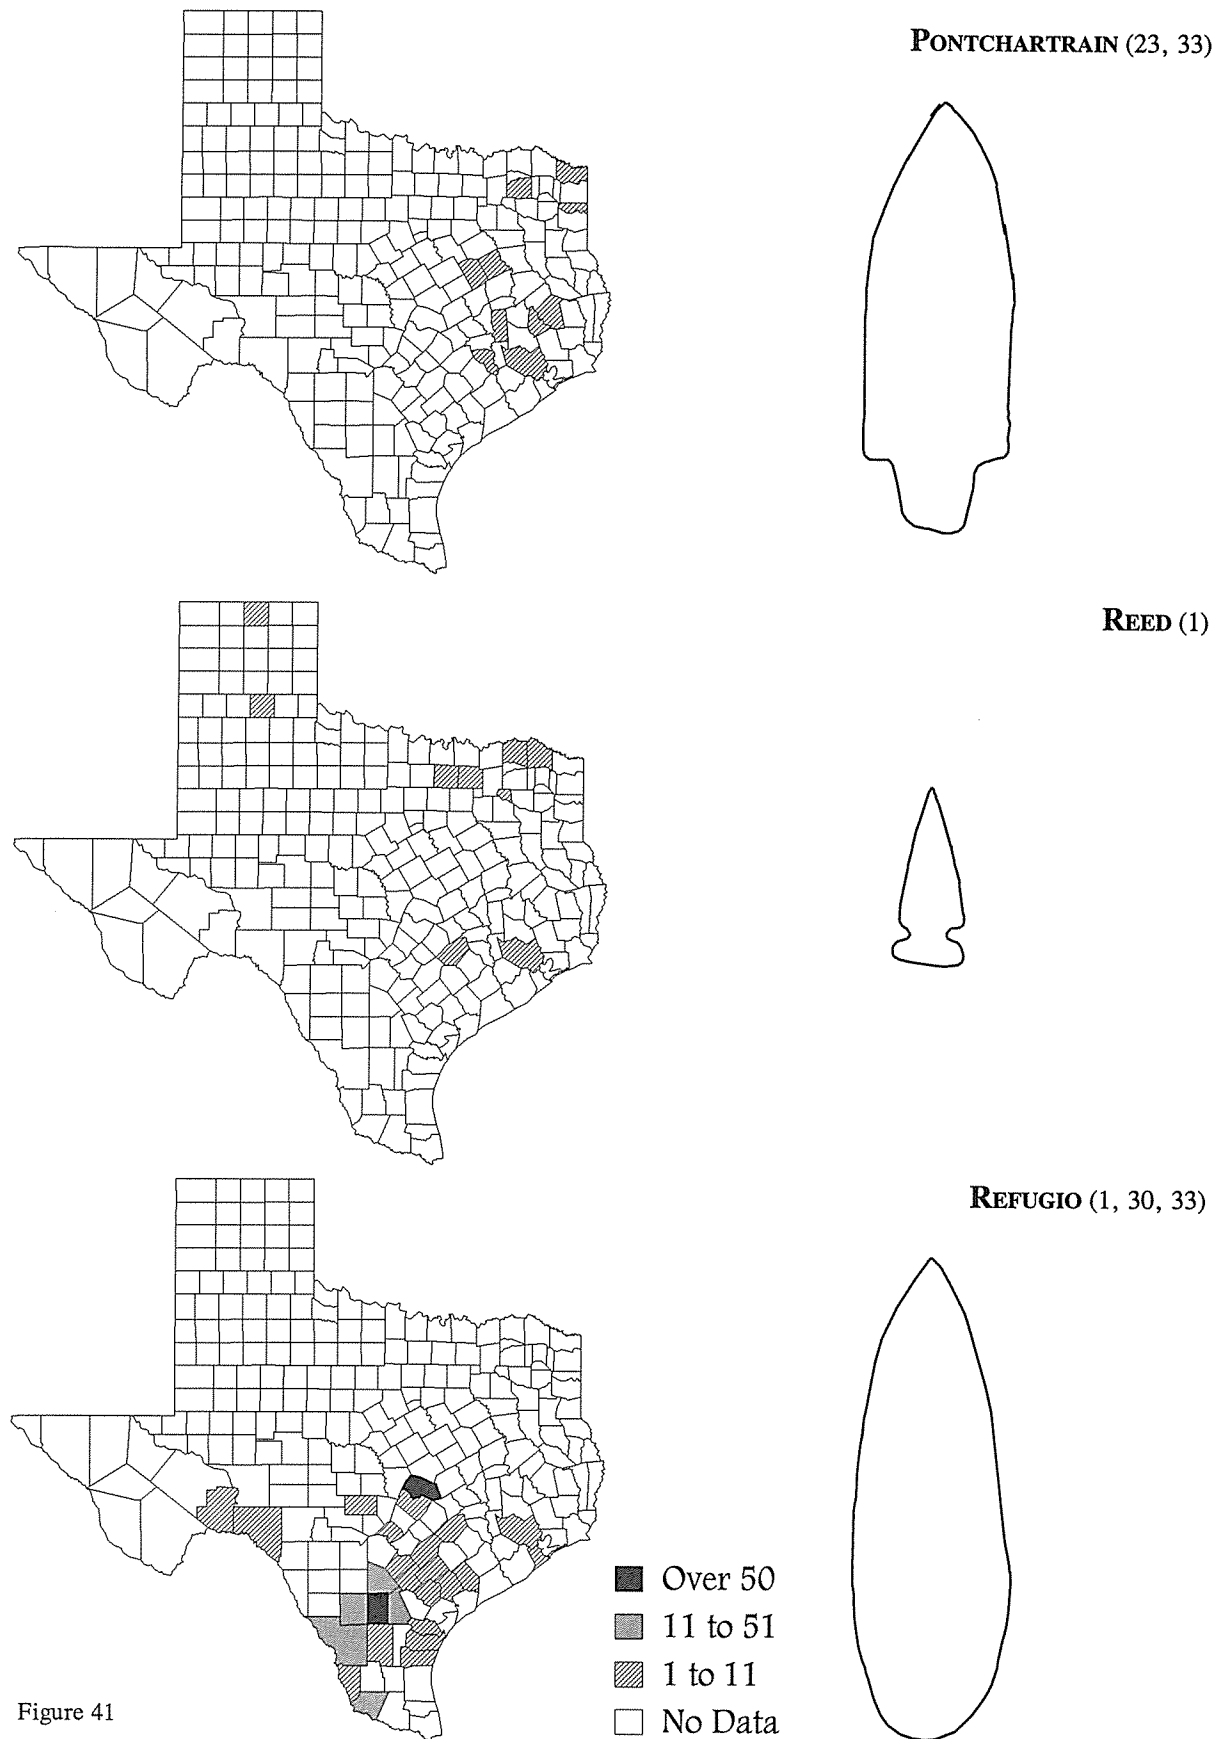 PONTCHARTRAIN (23, 33)
REED (1)
REFUGIO (1, 30, 33)
Over 50
11 to 51
1 to 11
No Data
Figure 41